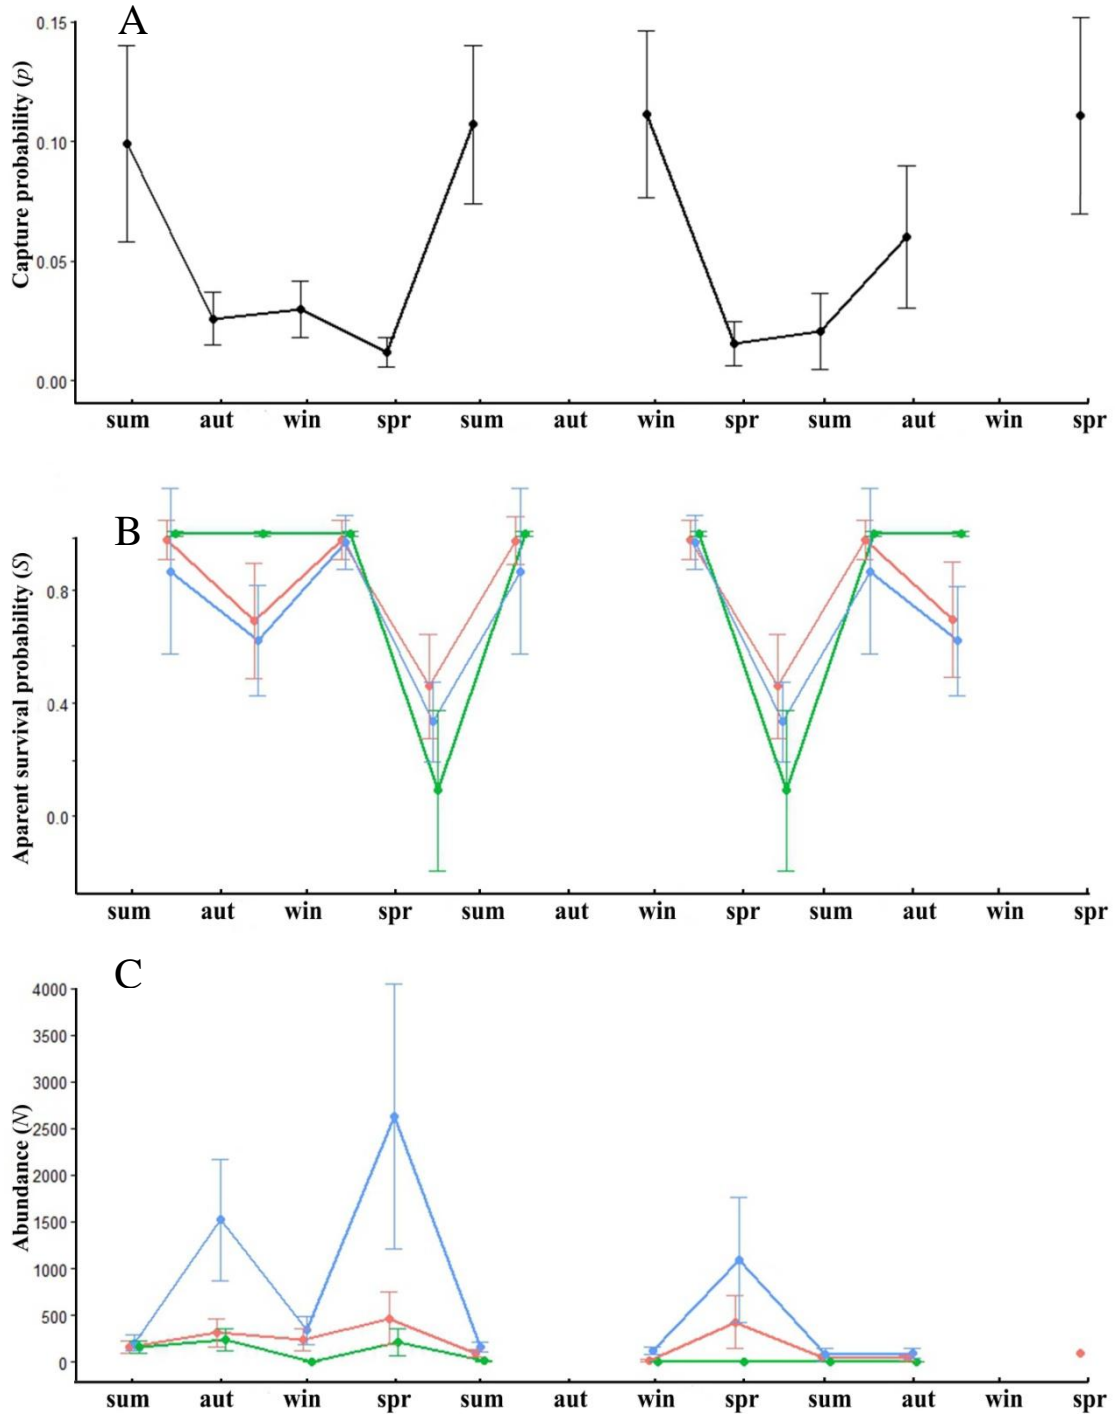 A
Capture probability (p)
0.15
0.10
0.05
0.00
sum aut win spr sum aut win spr sum aut win spr
B
Aparent survival probability (S)
0.8
0.4
0.0
sum aut win spr sum aut win spr sum aut win spr
C
Abundance (N)
4000
3500
3000
2500
2000
1500
1000
500
0
sum aut win spr sum aut win spr sum aut win spr